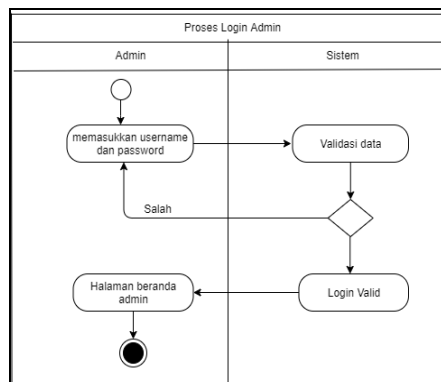 Proses Login Admin
Admin
Sistem
memasukkan username
dan password
Validasi data
Salah
Halaman beranda
admin
Login Valid